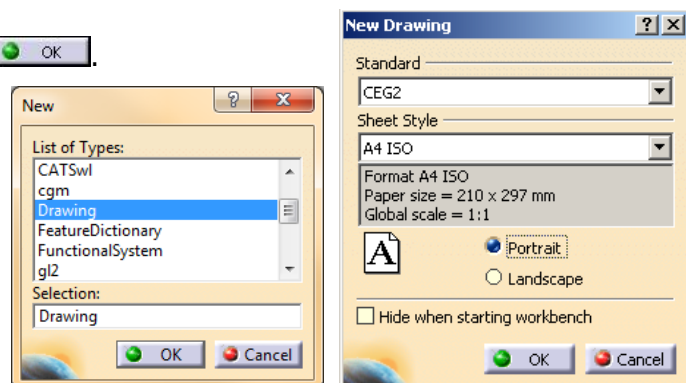 OK .
New
List of Types:
CATSwl
cgm
Drawing
FeatureDictionary
FunctionalSystem
gl2
Selection:
Drawing
OK Cancel
New Drawing
Standard
CEG2
Sheet Style
A4 ISO
Format A4 ISO
Paper size = 210 x 297 mm
Global scale = 1:1
A
Portrait
Landscape
Hide when starting workbench
OK Cancel